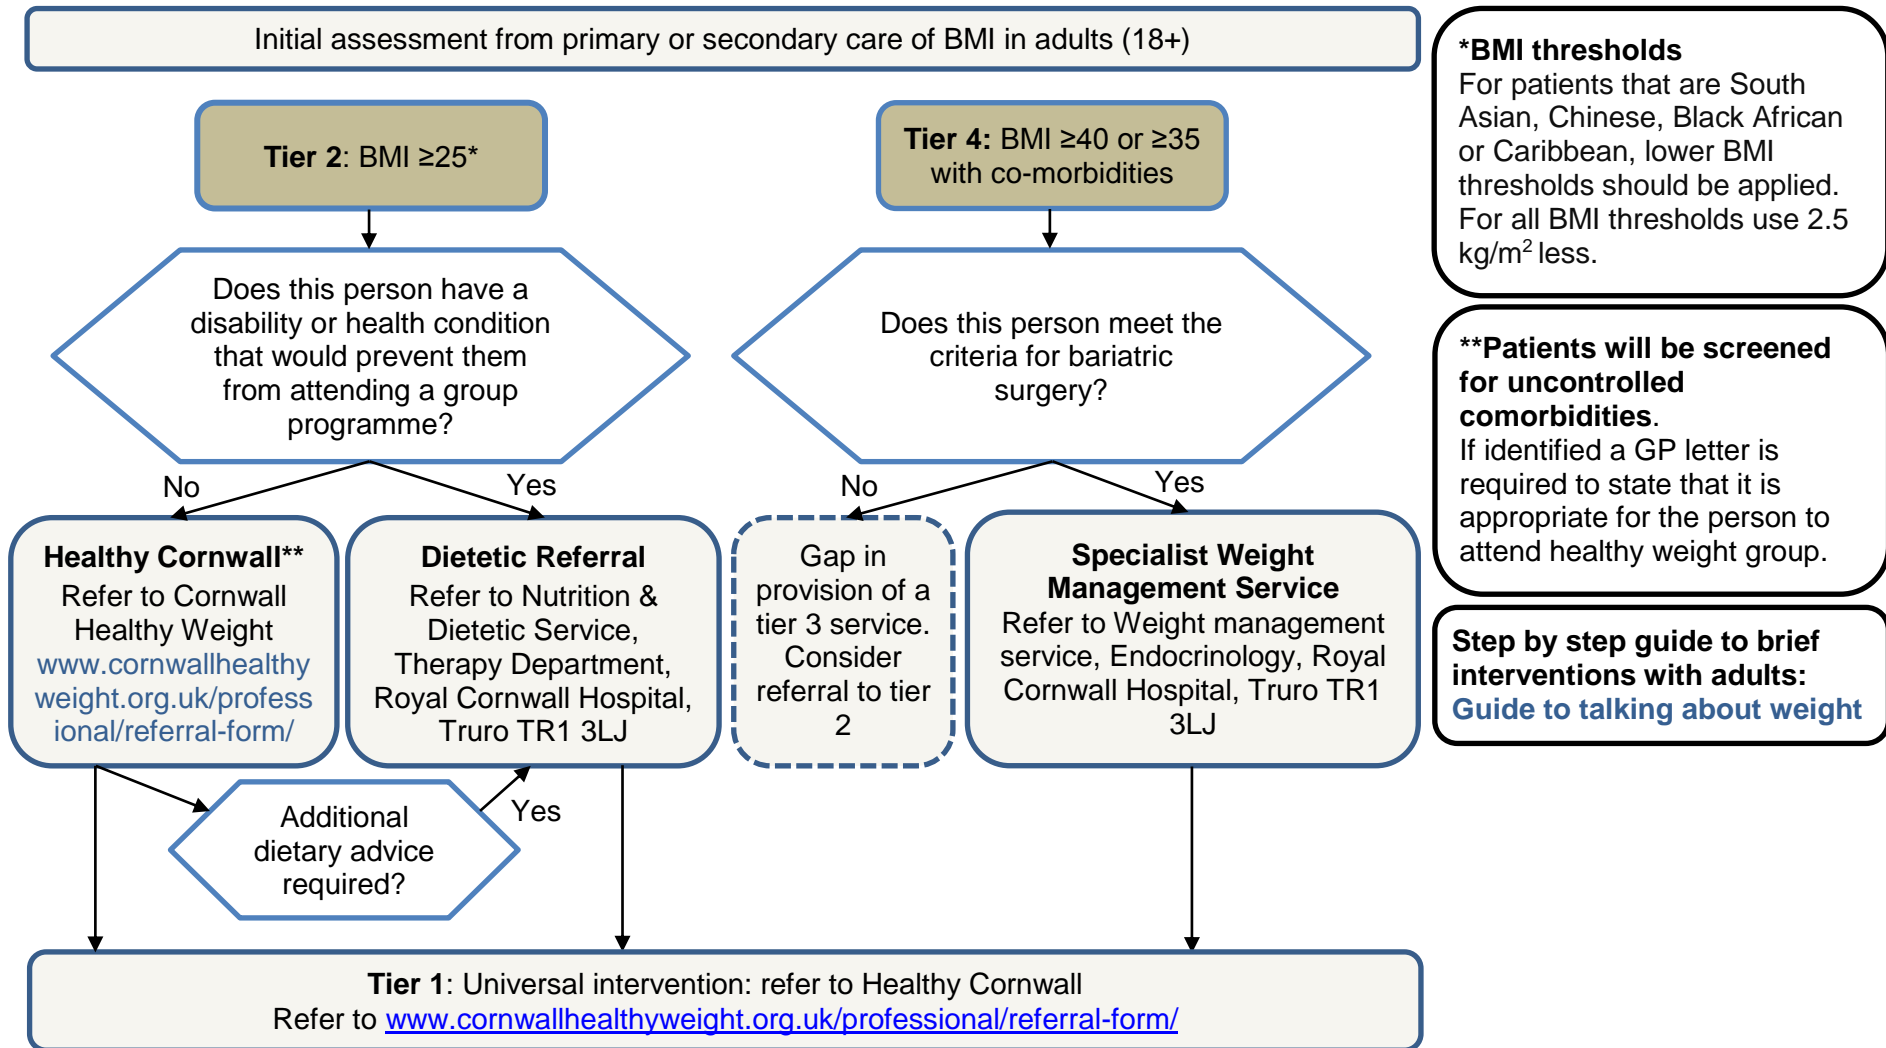 Initial assessment from primary or secondary care of BMI in adults (18+)
Tier 2: BMI ≥25*
Tier 4: BMI ≥40 or ≥35
with co-morbidities
Does this person have a
disability or health condition
that would prevent them
from attending a group
programme?
Does this person meet the
criteria for bariatric
surgery?
No
Yes
No
Yes
Healthy Cornwall**
Refer to Cornwall
Healthy Weight
www.cornwallhealthy
weight.org.uk/profess
ional/referral-form/
Dietetic Referral
Refer to Nutrition &
Dietetic Service,
Therapy Department,
Royal Cornwall Hospital,
Truro TR1 3LJ
Gap in
provision of a
tier 3 service.
Consider
referral to tier
2
Specialist Weight
Management Service
Refer to Weight management
service, Endocrinology, Royal
Cornwall Hospital, Truro TR1
3LJ
Additional
dietary advice
required?
Yes
Tier 1: Universal intervention: refer to Healthy Cornwall
Refer to www.cornwallhealthyweight.org.uk/professional/referral-form/
*BMI thresholds
For patients that are South
Asian, Chinese, Black African
or Caribbean, lower BMI
thresholds should be applied.
For all BMI thresholds use 2.5
kg/m² less.
**Patients will be screened
for uncontrolled
comorbidities.
If identified a GP letter is
required to state that it is
appropriate for the person to
attend healthy weight group.
Step by step guide to brief
interventions with adults:
Guide to talking about weight